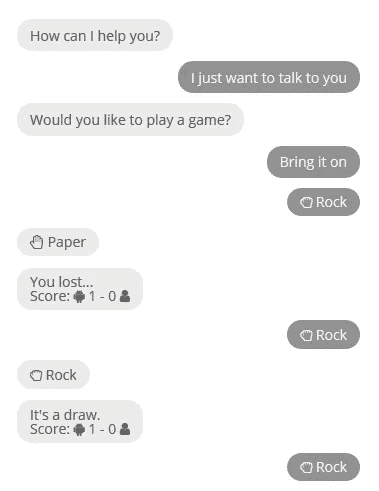 How can I help you?
I just want to talk to you
Would you like to play a game?
Bring it on
Rock
Paper
You lost...
Score: 1 - 0
Rock
Rock
It's a draw.
Score: 1 - 0
Rock